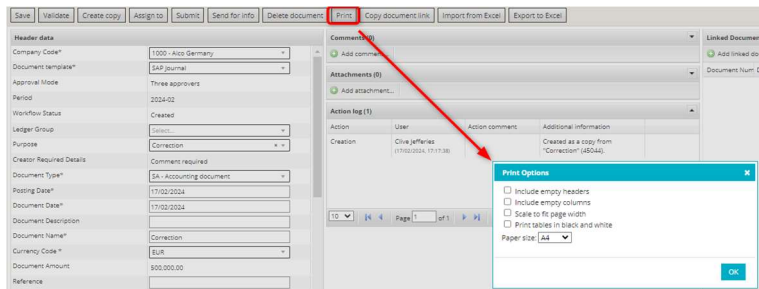 Save Validate Create copy Assign to Submit Send for info Delete document Print Copy document link Import from Excel Export to Excel
Header data
Company Code* 1000 - Alco Germany
Document template* SAP Journal
Approval Mode Three approvers
Period 2024-02
Workflow Status Created
Ledger Group Select...
Purpose Correction
Creator Required Details Comment required
Document Type* SA - Accounting document
Posting Date* 17/02/2024
Document Date* 17/02/2024
Document Description
Document Name* Correction
Currency Code * EUR
Document Amount 500,000.00
Reference
Comments (0)
Add comment...
Attachments (0)
Add attachment...
Action log (1)
Action User Action comment Additional information
Creation Clive Jefferies Created as a copy from
(17/02/2024, 17:17:38) "Correction" (45044).
10 Page 1 of 1.
Linked Documen
Add linked do
Document Num D
Print Options
Include empty headers
Include empty columns
Scale to fit page width
Print tables in black and white
Paper size: A4
OK